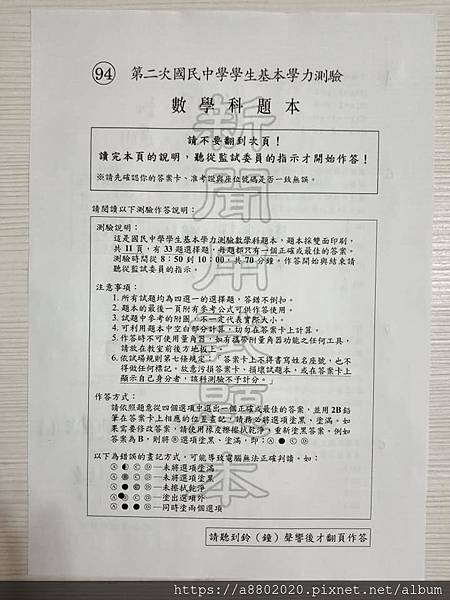 94 第二次國民中學學生基本學力測驗
數學科題本
請不要翻到次頁！
讀完本頁的說明，聽從監試委員的指示才開始作答！
※請先確認你的答案卡、准考證與座位號碼是否一致無誤。
請閱讀以下測驗作答說明：
測驗說明：
這是國民中學學生基本學力測驗數學科題本，題本採雙面印刷，
共 11 頁，有 33 題選擇題，每題都只有一個正確或最佳的答案。
測驗時間從 8：50 到 10：00，共 70 分鐘。作答開始與結束請
聽從監試委員的指示。
注意事項：
1. 所有試題均為四選一的選擇題，答錯不倒扣。
2. 題本的最後一頁附有參考公式可供作答使用。
3. 試題中參考的附圖，不一定代表實際大小。
4. 可利用題本中空白部分計算，切勿在答案卡上計算。
5. 作答時不可使用量角器，如有攜帶附量角器功能之任何工具，
請放在教室前後方地板上。
6. 依試場規則第七條規定： 答案卡上不得書寫姓名座號，也不
得做任何標記。故意污損答案卡、損壞試題本，或在答案卡上
顯示自己身分者，該科測驗不予計分。」
作答方式：
請依照題意從四個選項中選出一個正確或最佳的答案，並用 2B 鉛
筆在答案卡上相應的位置畫記，請務必將選項塗黑、塗滿。如
果需要修改答案，請使用橡皮擦擦拭乾淨，重新塗黑答案。例如
答案為 B，則將 Ⓑ 選項塗黑、塗滿，即：Ⓐ ● Ⓒ Ⓓ
以下為錯誤的畫記方式，可能導致電腦無法正確判讀。如：
Ⓒ Ⓓ—未將選項塗滿
Ⓒ Ⓓ—未將選項塗黑
—未擦拭乾淨
—塗出選項外
—同時塗兩個選項
請聽到鈴（鐘）聲響後才翻頁作答
新聞局用試題本
https://a8802020.pixnet.net/album